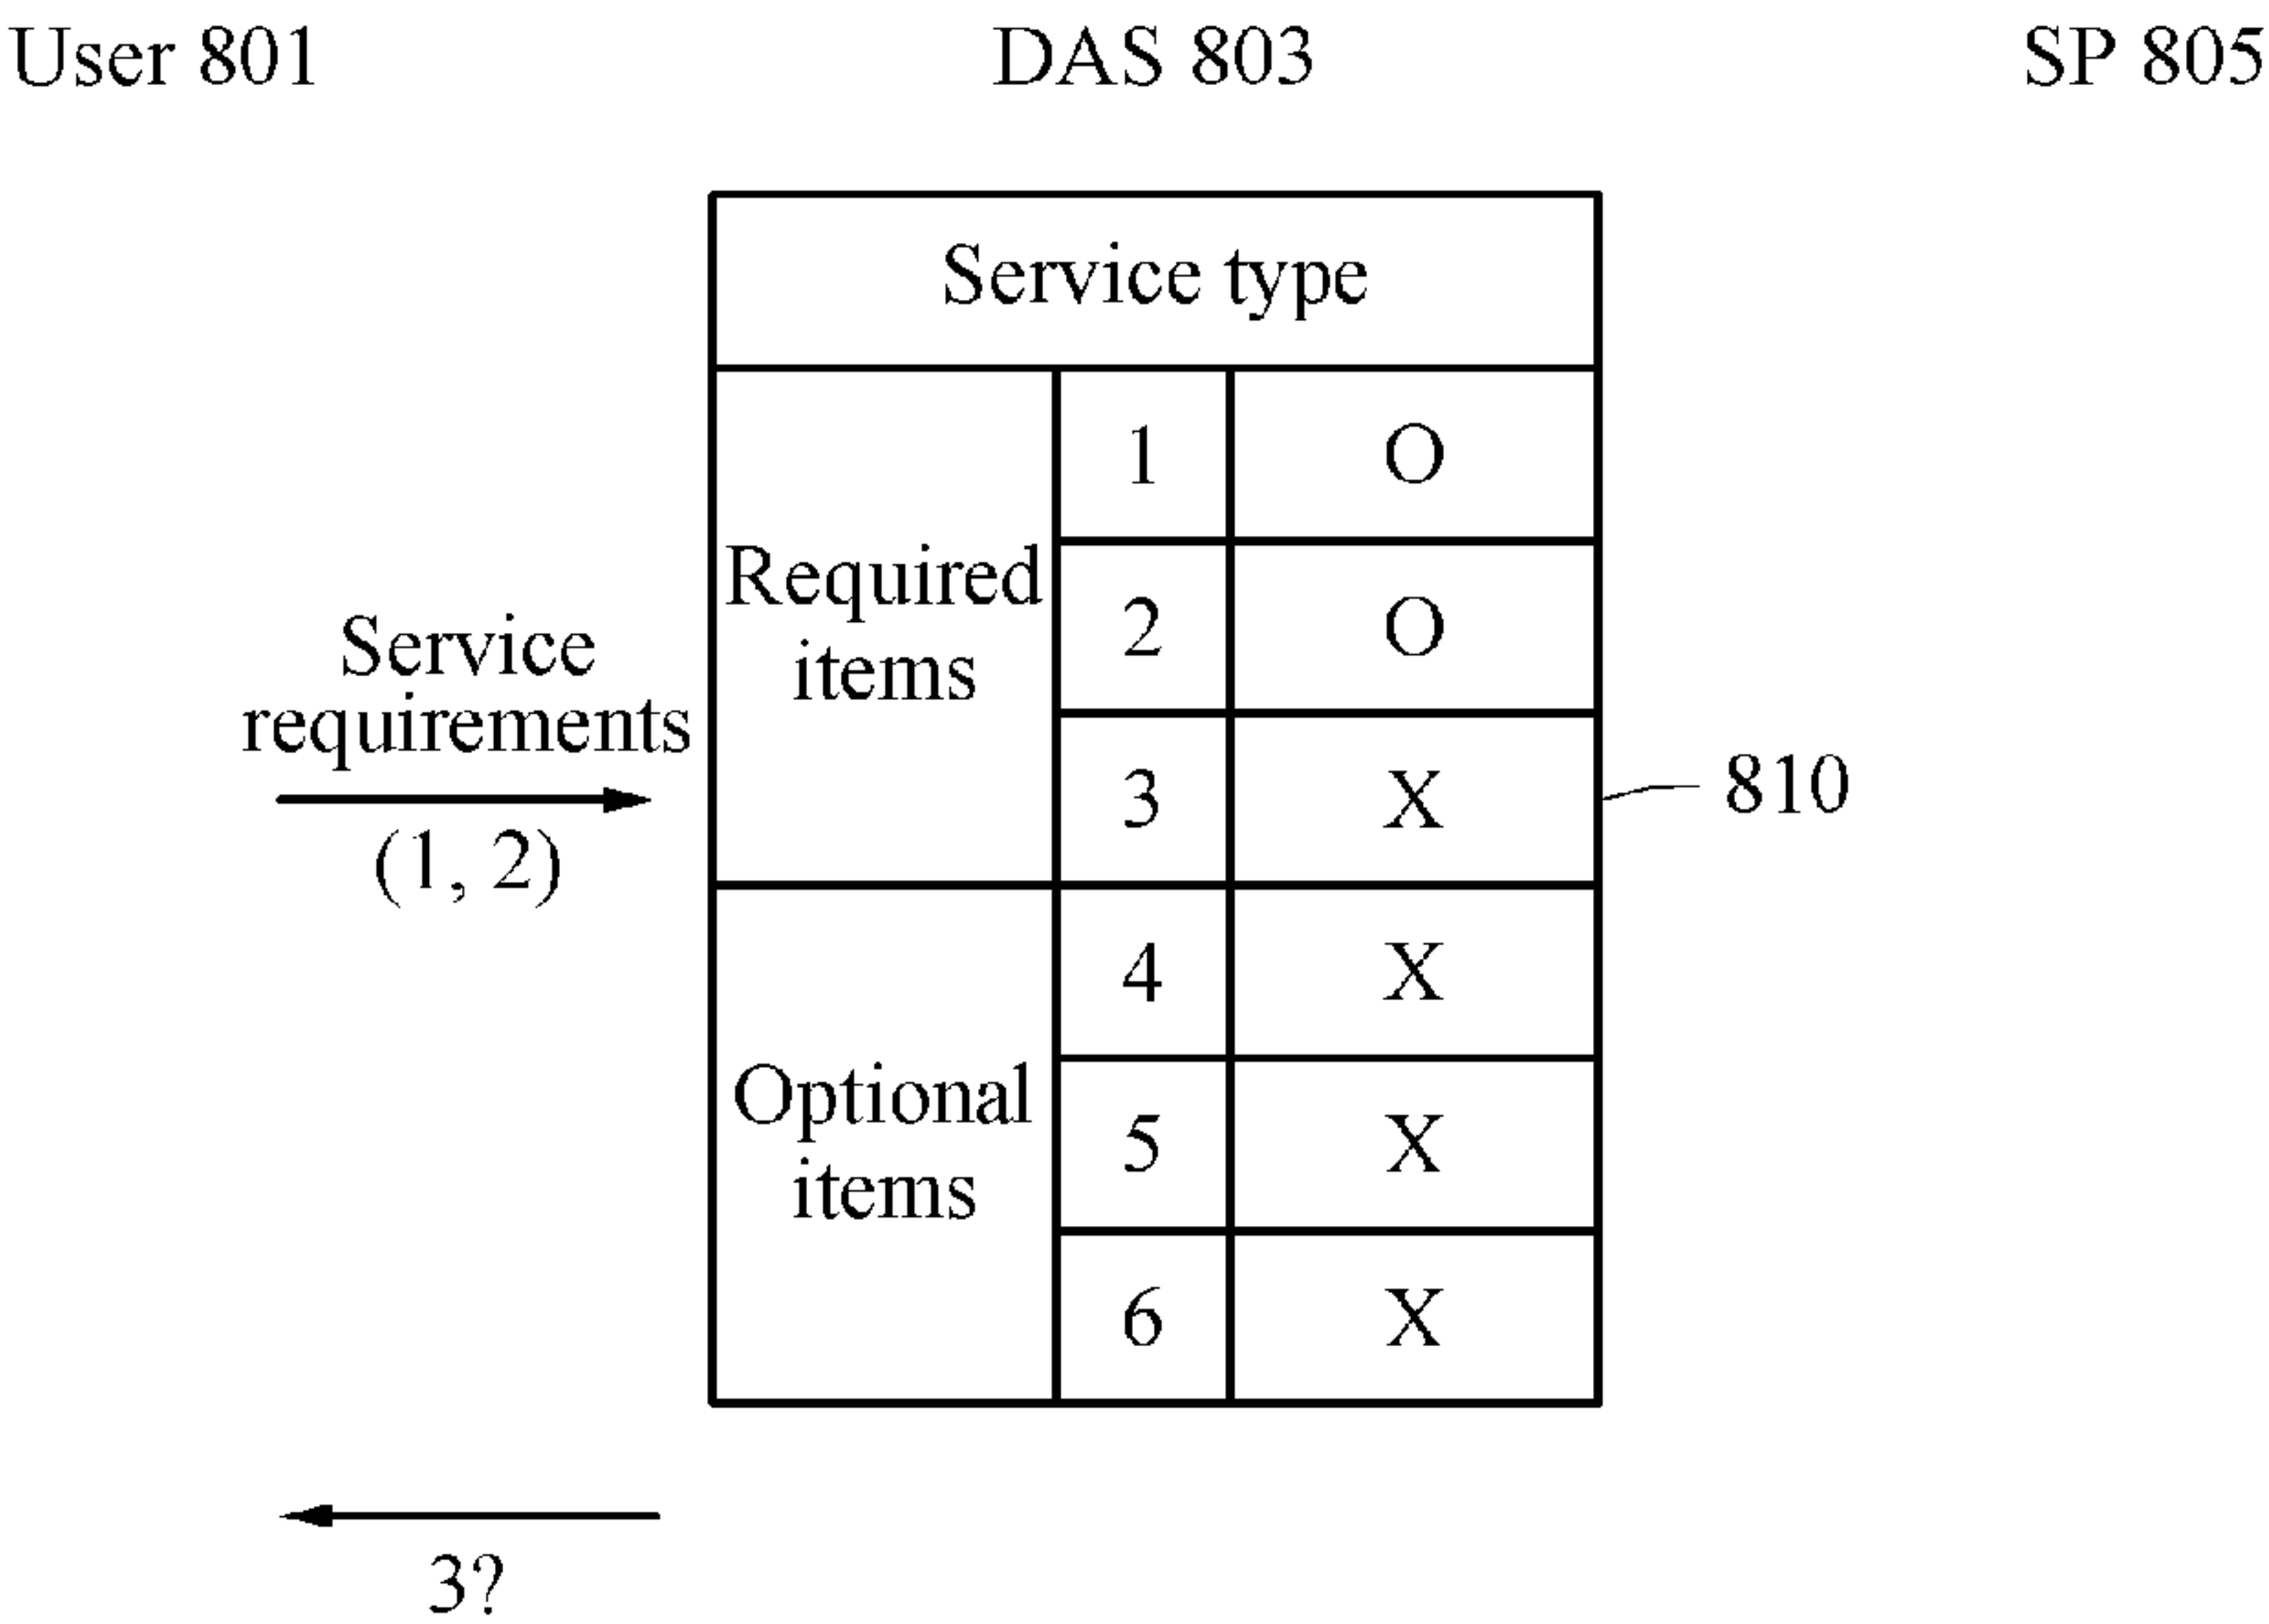 User 801 DAS 803 SP 805
Service type
Required
items
1 O
2 O
3 X
Optional
items
4 X
5 X
6 X
Service
requirements
(1, 2)
810
3?